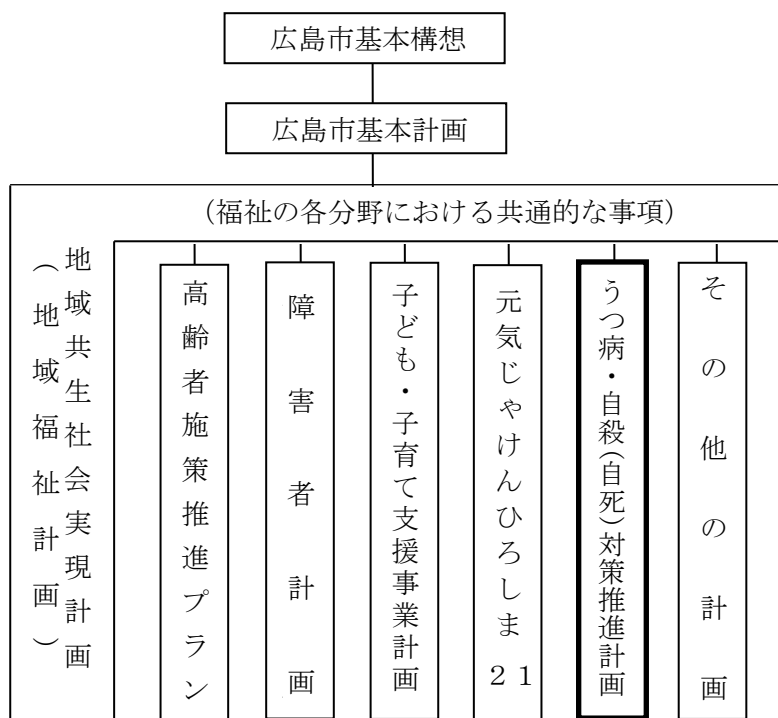 広島市基本構想
広島市基本計画
(福祉の各分野における共通的な事項)
地域共生社会実現計画
(地域福祉計画)
高齢者施策推進プラン
障害者計画
子ども・子育て支援事業計画
元気じゃけんひろしま21
うつ病・自殺(自死)対策推進計画
その他の計画